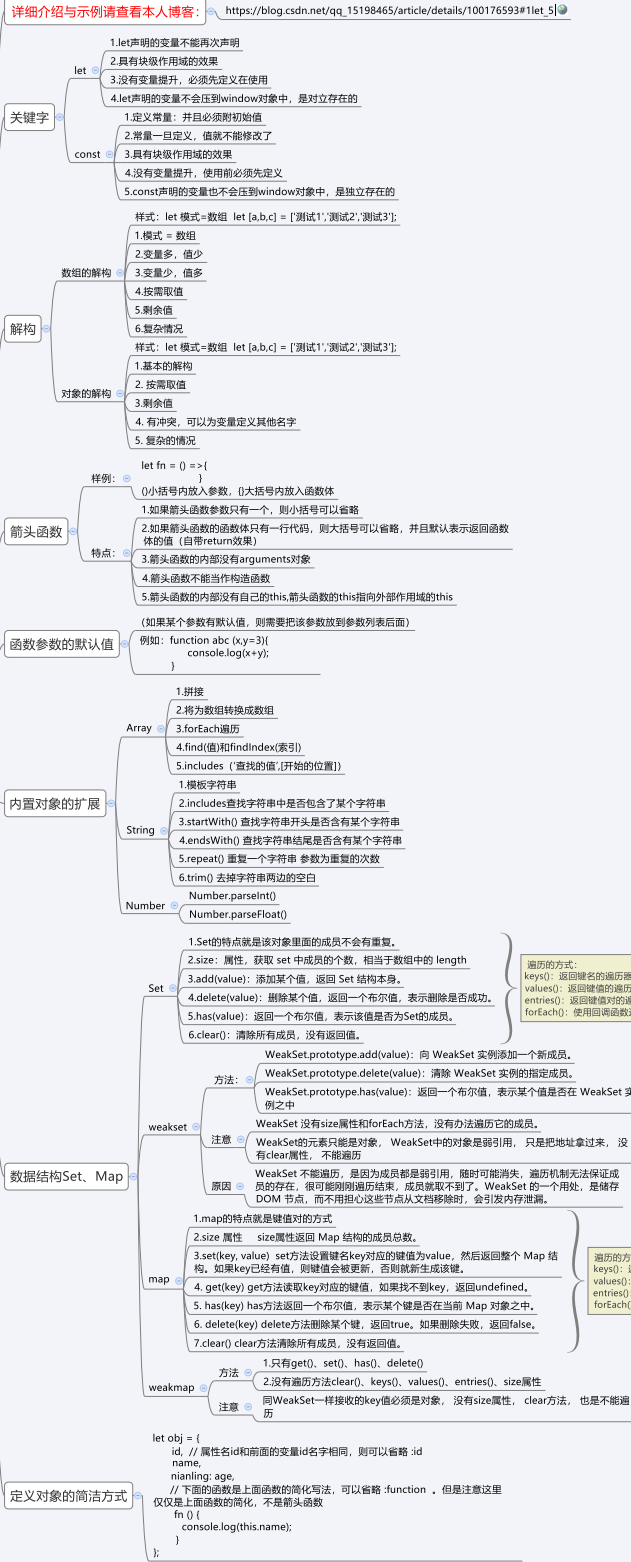 详细介绍与示例请查看本人博客：
https://blog.csdn.net/qq_15198465/article/details/100176593#1let_5
关键字
let
1.let声明的变量不能再次声明
2.具有块级作用域的效果
3.没有变量提升，必须先定义在使用
4.let声明的变量不会压到window对象中，是对立存在的
const
1.定义常量：并且必须附初始值
2.常量一旦定义，值就不能修改了
3.具有块级作用域的效果
4.没有变量提升，使用前必须先定义
5.const声明的变量也不会压到window对象中，是独立存在的
解构
数组的解构
样式：let 模式=数组  let [a,b,c] = ['测试1','测试2','测试3'];
1.模式 = 数组
2.变量多，值少
3.变量少，值多
4.按需取值
5.剩余值
6.复杂情况
对象的解构
样式：let 模式=数组  let [a,b,c] = ['测试1','测试2','测试3'];
1.基本的解构
2. 按需取值
3.剩余值
4. 有冲突，可以为变量定义其他名字
5. 复杂的情况
箭头函数
样例：
let fn = () =>{
}
()小括号内放入参数，{}大括号内放入函数体
特点：
1.如果箭头函数参数只有一个，则小括号可以省略
2.如果箭头函数的函数体只有一行代码，则大括号可以省略，并且默认表示返回函数
体的值（自带return效果）
3.箭头函数的内部没有arguments对象
4.箭头函数不能当作构造函数
5.箭头函数的内部没有自己的this,箭头函数的this指向外部作用域的this
函数参数的默认值
（如果某个参数有默认值，则需要把该参数放到参数列表后面）
例如：function abc (x,y=3){
console.log(x+y);
}
内置对象的扩展
Array
1.拼接
2.将为数组转换成数组
3.forEach遍历
4.find(值)和findIndex(索引)
5.includes（'查找的值',[开始的位置]）
String
1.模板字符串
2.includes查找字符串中是否包含了某个字符串
3.startWith() 查找字符串开头是否含有某个字符串
4.endsWith() 查找字符串结尾是否含有某个字符串
5.repeat() 重复一个字符串 参数为重复的次数
6.trim() 去掉字符串两边的空白
Number
Number.parseInt()
Number.parseFloat()
数据结构Set、Map
Set
1.Set的特点就是该对象里面的成员不会有重复。
2.size：属性，获取 set 中成员的个数，相当于数组中的 length
3.add(value)：添加某个值，返回 Set 结构本身。
4.delete(value)：删除某个值，返回一个布尔值，表示删除是否成功。
5.has(value)：返回一个布尔值，表示该值是否为Set的成员。
6.clear()：清除所有成员，没有返回值。
遍历的方式：
keys()：返回键名的遍历器
values()：返回键值的遍历
entries()：返回键值对的遍
forEach()：使用回调函数
weakset
方法：
WeakSet.prototype.add(value)：向 WeakSet 实例添加一个新成员。
WeakSet.prototype.delete(value)：清除 WeakSet 实例的指定成员。
WeakSet.prototype.has(value)：返回一个布尔值，表示某个值是否在 WeakSet 实
例之中
注意
WeakSet 没有size属性和forEach方法，没有办法遍历它的成员。
WeakSet的元素只能是对象， WeakSet中的对象是弱引用， 只是把地址拿过来， 没
有clear属性， 不能遍历
原因
WeakSet 不能遍历，是因为成员都是弱引用，随时可能消失，遍历机制无法保证成
员的存在，很可能刚刚遍历结束，成员就取不到了。WeakSet 的一个用处，是储存
DOM 节点，而不用担心这些节点从文档移除时，会引发内存泄漏。
map
1.map的特点就是键值对的方式
2.size 属性     size属性返回 Map 结构的成员总数。
3.set(key, value)  set方法设置键名key对应的键值为value，然后返回整个 Map 结
构。如果key已经有值，则键值会被更新，否则就新生成该键。
4. get(key) get方法读取key对应的键值，如果找不到key，返回undefined。
5. has(key) has方法返回一个布尔值，表示某个键是否在当前 Map 对象之中。
6. delete(key) delete方法删除某个键，返回true。如果删除失败，返回false。
7.clear() clear方法清除所有成员，没有返回值。
遍历的方
keys()：
values()：
entries()：
forEach()
weakmap
方法
1.只有get()、set()、has()、delete()
2.没有遍历方法clear()、keys()、values()、entries()、size属性
注意
同WeakSet一样接收的key值必须是对象， 没有size属性， clear方法， 也是不能遍
历
定义对象的简洁方式
let obj = {
id,  // 属性名id和前面的变量id名字相同，则可以省略 :id
name,
nianling: age,
// 下面的函数是上面函数的简化写法，可以省略 :function  。但是注意这里
仅仅是上面函数的简化，不是箭头函数
fn () {
console.log(this.name);
}
};